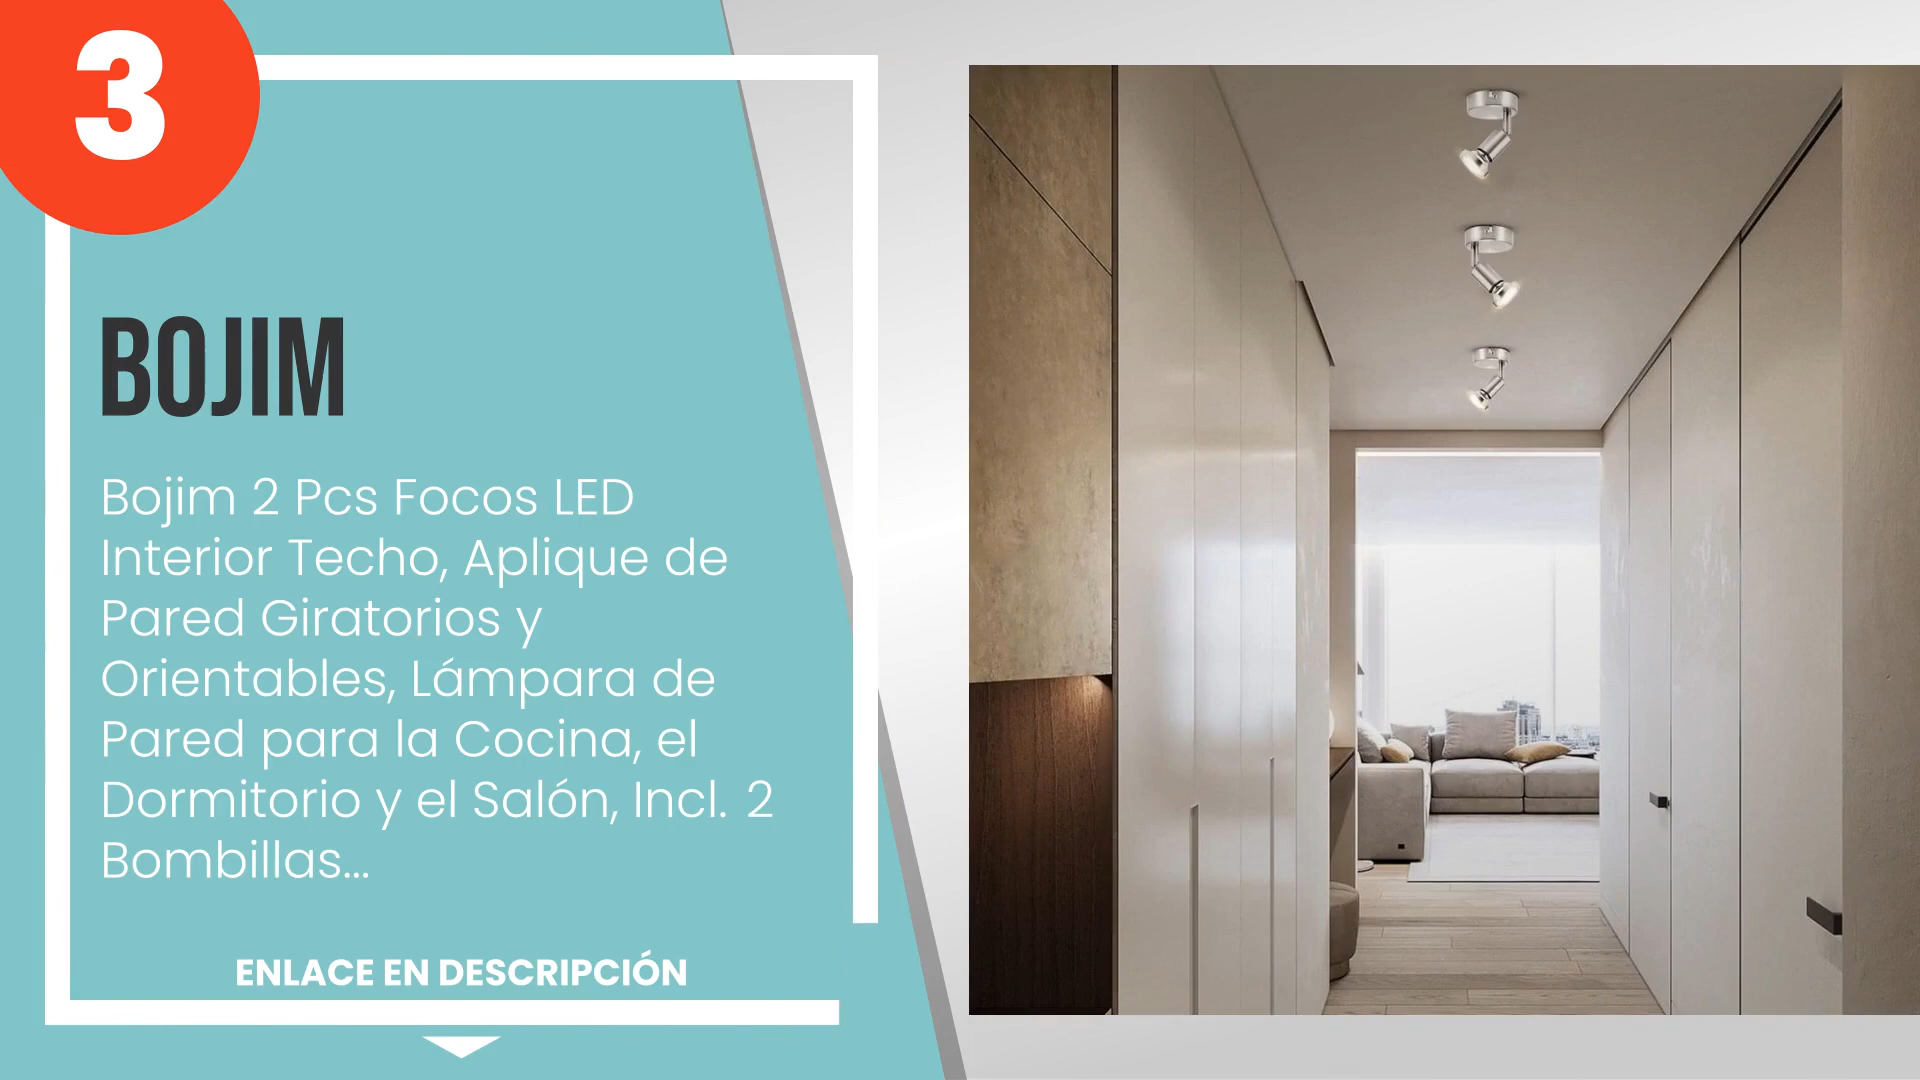 3
BOJIM
Bojim 2 Pcs Focos LED
Interior Techo, Aplique de
Pared Giratorios y
Orientables, Lámpara de
Pared para la Cocina, el
Dormitorio y el Salón, Incl. 2
Bombillas...
ENLACE EN DESCRIPCIÓN